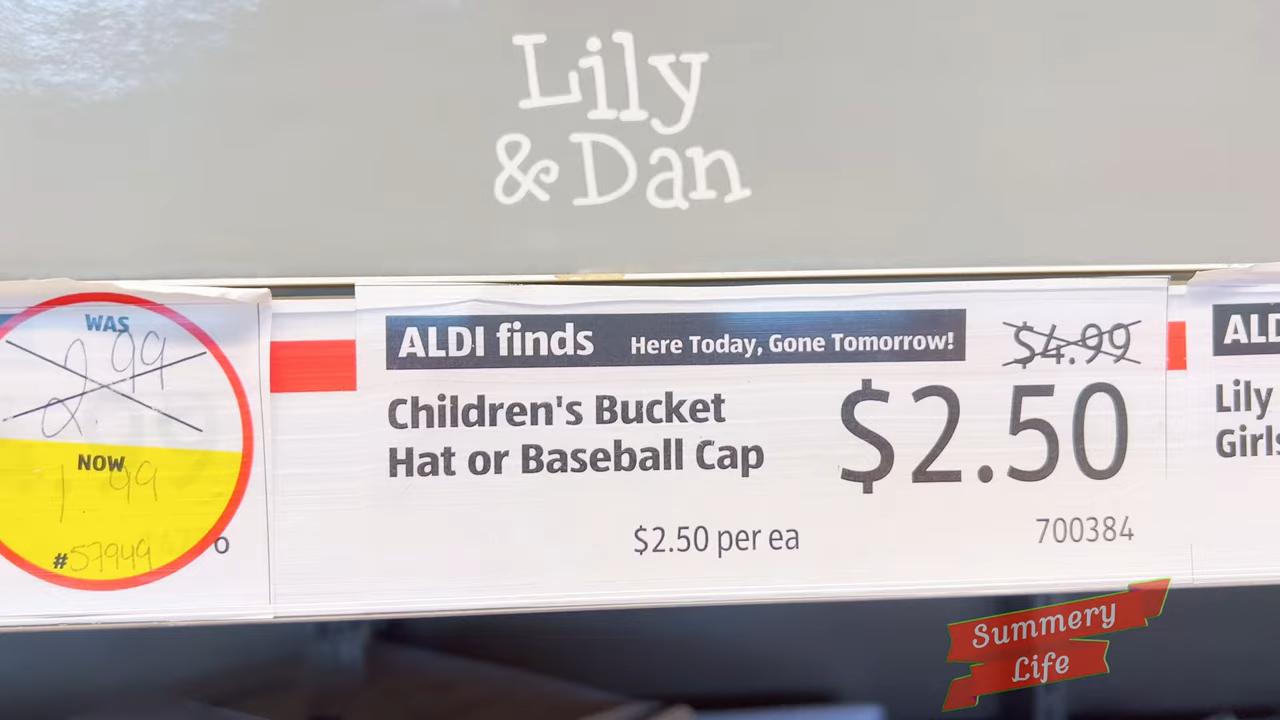 Lily
& Dan
WAS
2.99
NOW
1.99
#57949
ALDI finds Here Today, Gone Tomorrow!
$4.99
Children's Bucket
Hat or Baseball Cap
$2.50
$2.50 per ea
700384
ALD
Lily
Girls
Summery
Life